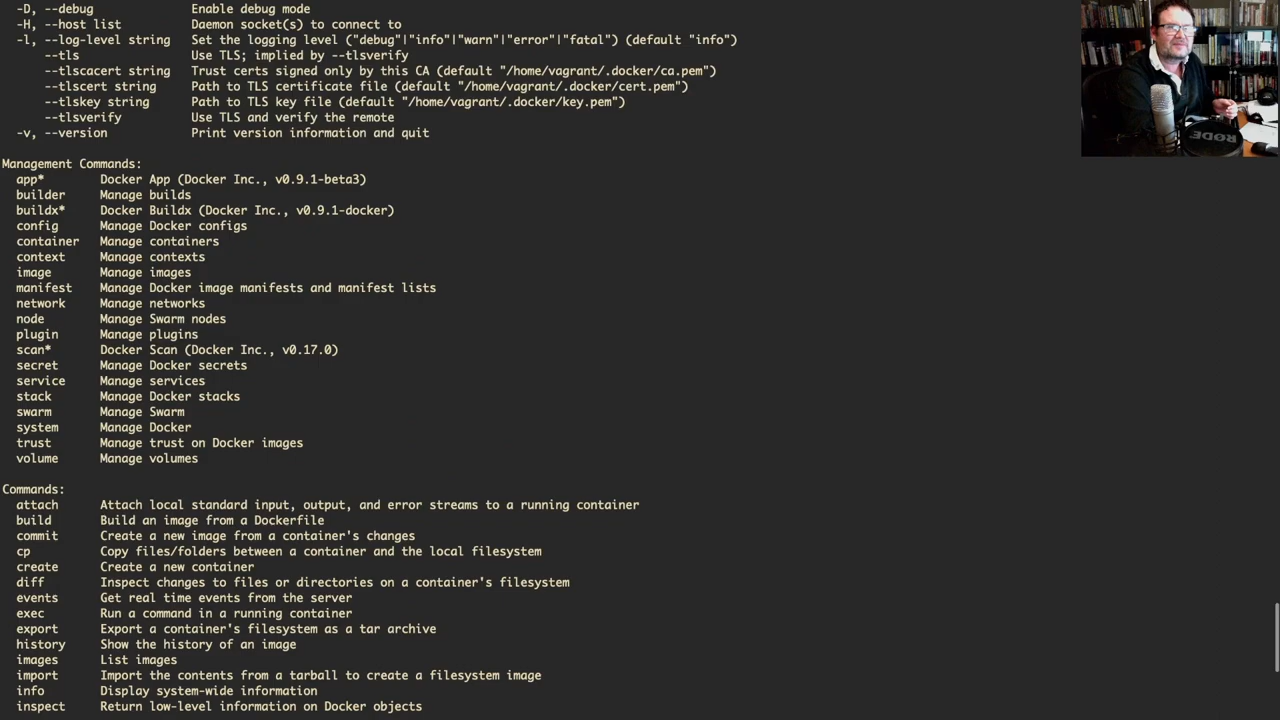 -D, --debug Enable debug mode
-H, --host list Daemon socket(s) to connect to
-l, --log-level string Set the logging level ("debug"|"info"|"warn"|"error"|"fatal") (default "info")
--tls Use TLS; implied by --tlsverify
--tlscacert string Trust certs signed only by this CA (default "/home/vagrant/.docker/ca.pem")
--tlscert string Path to TLS certificate file (default "/home/vagrant/.docker/cert.pem")
--tlskey string Path to TLS key file (default "/home/vagrant/.docker/key.pem")
--tlsverify Use TLS and verify the remote
-v, --version Print version information and quit
Management Commands:
app* Docker App (Docker Inc., v0.9.1-beta3)
builder Manage builds
buildx* Docker Buildx (Docker Inc., v0.9.1-docker)
config Manage Docker configs
container Manage containers
context Manage contexts
image Manage images
manifest Manage Docker image manifests and manifest lists
network Manage networks
node Manage Swarm nodes
plugin Manage plugins
scan* Docker Scan (Docker Inc., v0.17.0)
secret Manage Docker secrets
service Manage services
stack Manage Docker stacks
swarm Manage Swarm
system Manage Docker
trust Manage trust on Docker images
volume Manage volumes
Commands:
attach Attach local standard input, output, and error streams to a running container
build Build an image from a Dockerfile
commit Create a new image from a container's changes
cp Copy files/folders between a container and the local filesystem
create Create a new container
diff Inspect changes to files or directories on a container's filesystem
events Get real time events from the server
exec Run a command in a running container
export Export a container's filesystem as a tar archive
history Show the history of an image
images List images
import Import the contents from a tarball to create a filesystem image
info Display system-wide information
inspect Return low-level information on Docker objects
RØDE